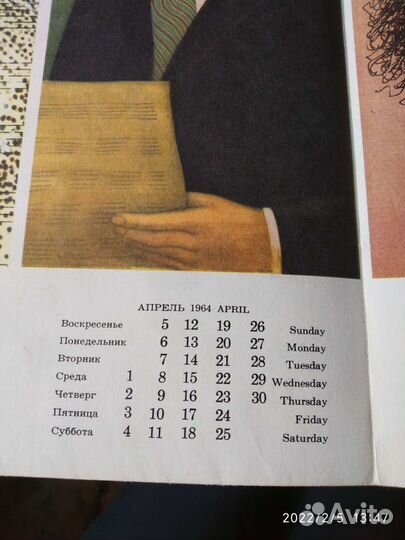 АПРЕЛЬ 1964 APRIL
Воскресенье 5 12 19 26 Sunday
Понедельник 6 13 20 27 Monday
Вторник 7 14 21 28 Tuesday
Среда 1 8 15 22 29 Wednesday
Четверг 2 9 16 23 30 Thursday
Пятница 3 10 17 24 Friday
Суббота 4 11 18 25 Saturday
2022/2/5 13:47
Avito